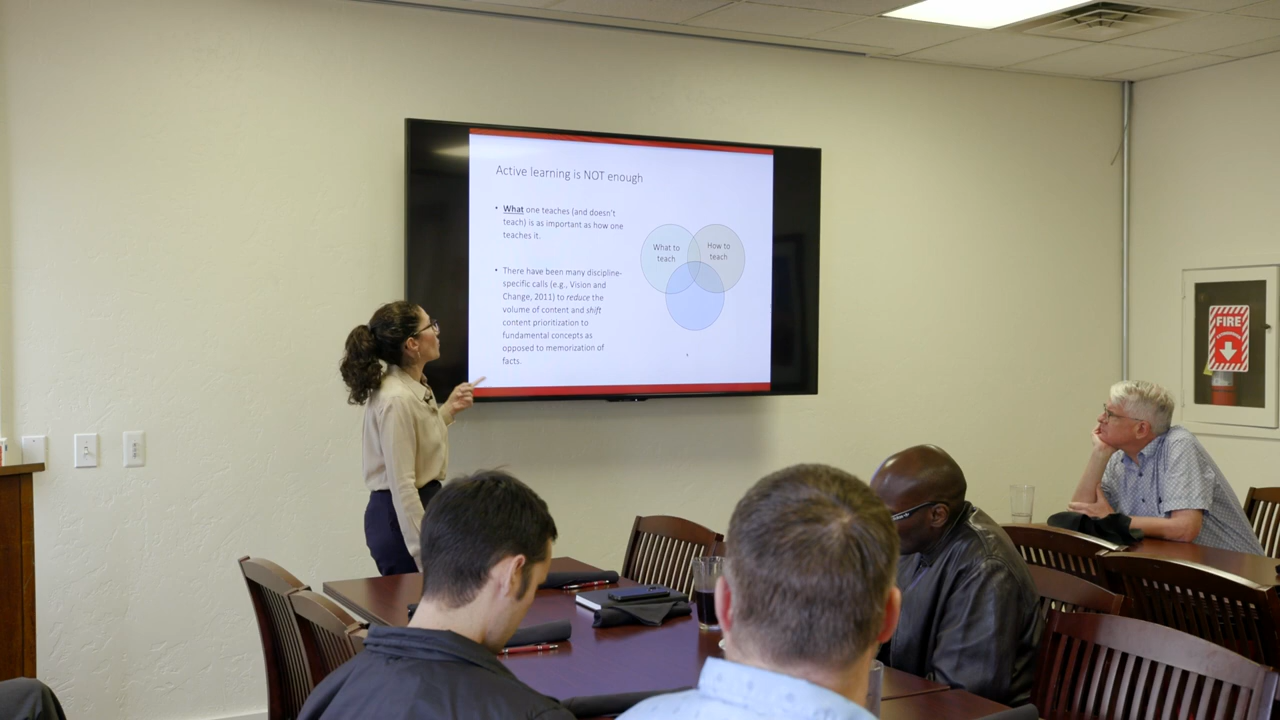 Active learning is NOT enough
• What one teaches (and doesn't
teach) is as important as how one
teaches it.
• There have been many discipline-
specific calls (e.g., Vision and
Change, 2011) to reduce the
volume of content and shift
content prioritization to
fundamental concepts as
opposed to memorization of
facts.
What to
teach
How to
teach
FIRE